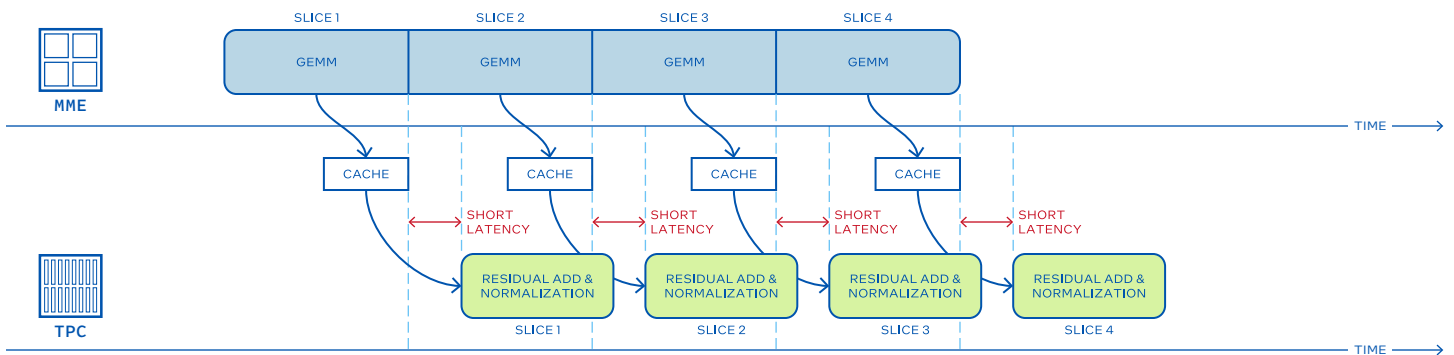 SLICE 1
SLICE 2
SLICE 3
SLICE 4
GEMM
GEMM
GEMM
GEMM
MME
TIME
CACHE
CACHE
CACHE
CACHE
SHORT
LATENCY
SHORT
LATENCY
SHORT
LATENCY
SHORT
LATENCY
RESIDUAL ADD &
NORMALIZATION
RESIDUAL ADD &
NORMALIZATION
RESIDUAL ADD &
NORMALIZATION
RESIDUAL ADD &
NORMALIZATION
TPC
SLICE 1
SLICE 2
SLICE 3
SLICE 4
TIME